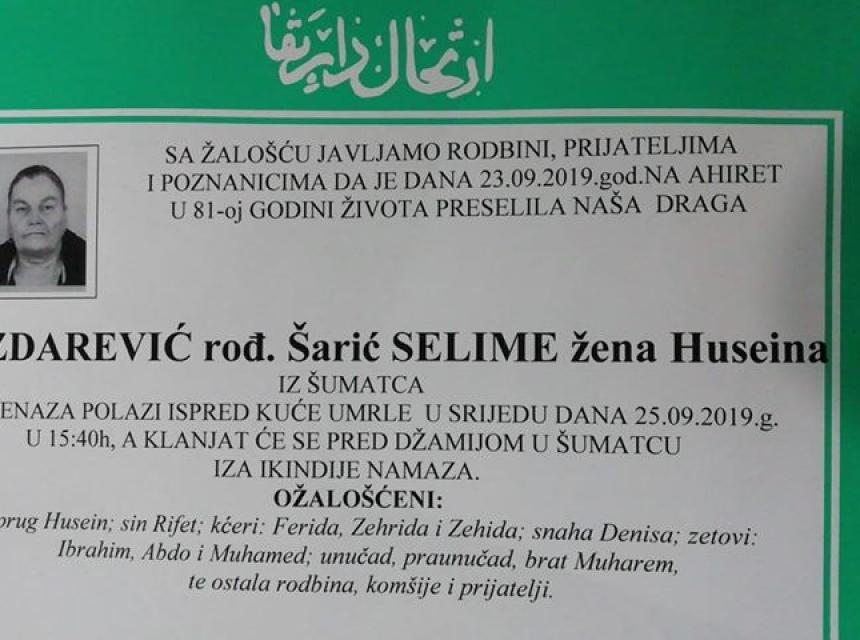 ارتحال دار بقا
SA ŽALOŠĆU JAVLJAMO RODBINI, PRIJATELJIMA
I POZNANICIMA DA JE DANA 23.09.2019.god.NA AHIRET
U 81-oj GODINI ŽIVOTA PRESELILA NAŠA DRAGA
ZDAREVIĆ rođ. Šarić SELIME žena Huseina
IZ ŠUMATCA
ENAZA POLAZI ISPRED KUĆE UMRLE U SRIJEDU DANA 25.09.2019.g.
U 15:40h, A KLANJAT ĆE SE PRED DŽAMIJOM U ŠUMATCU
IZA IKINDIJE NAMAZA.
OŽALOŠĆENI:
prug Husein; sin Rifet; kćeri: Ferida, Zehrida i Zehida; snaha Denisa; zetovi:
Ibrahim, Abdo i Muhamed; unučad, praunučad, brat Muharem,
te ostala rodbina, komšije i prijatelji.